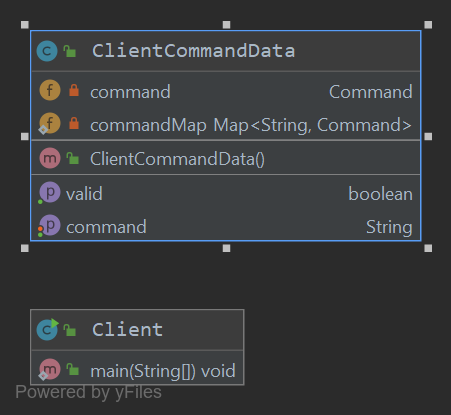 ClientCommandData
command Command
commandMap Map<String, Command>
ClientCommandData()
valid boolean
command String
Client
main(String[]) void
Powered by yFiles